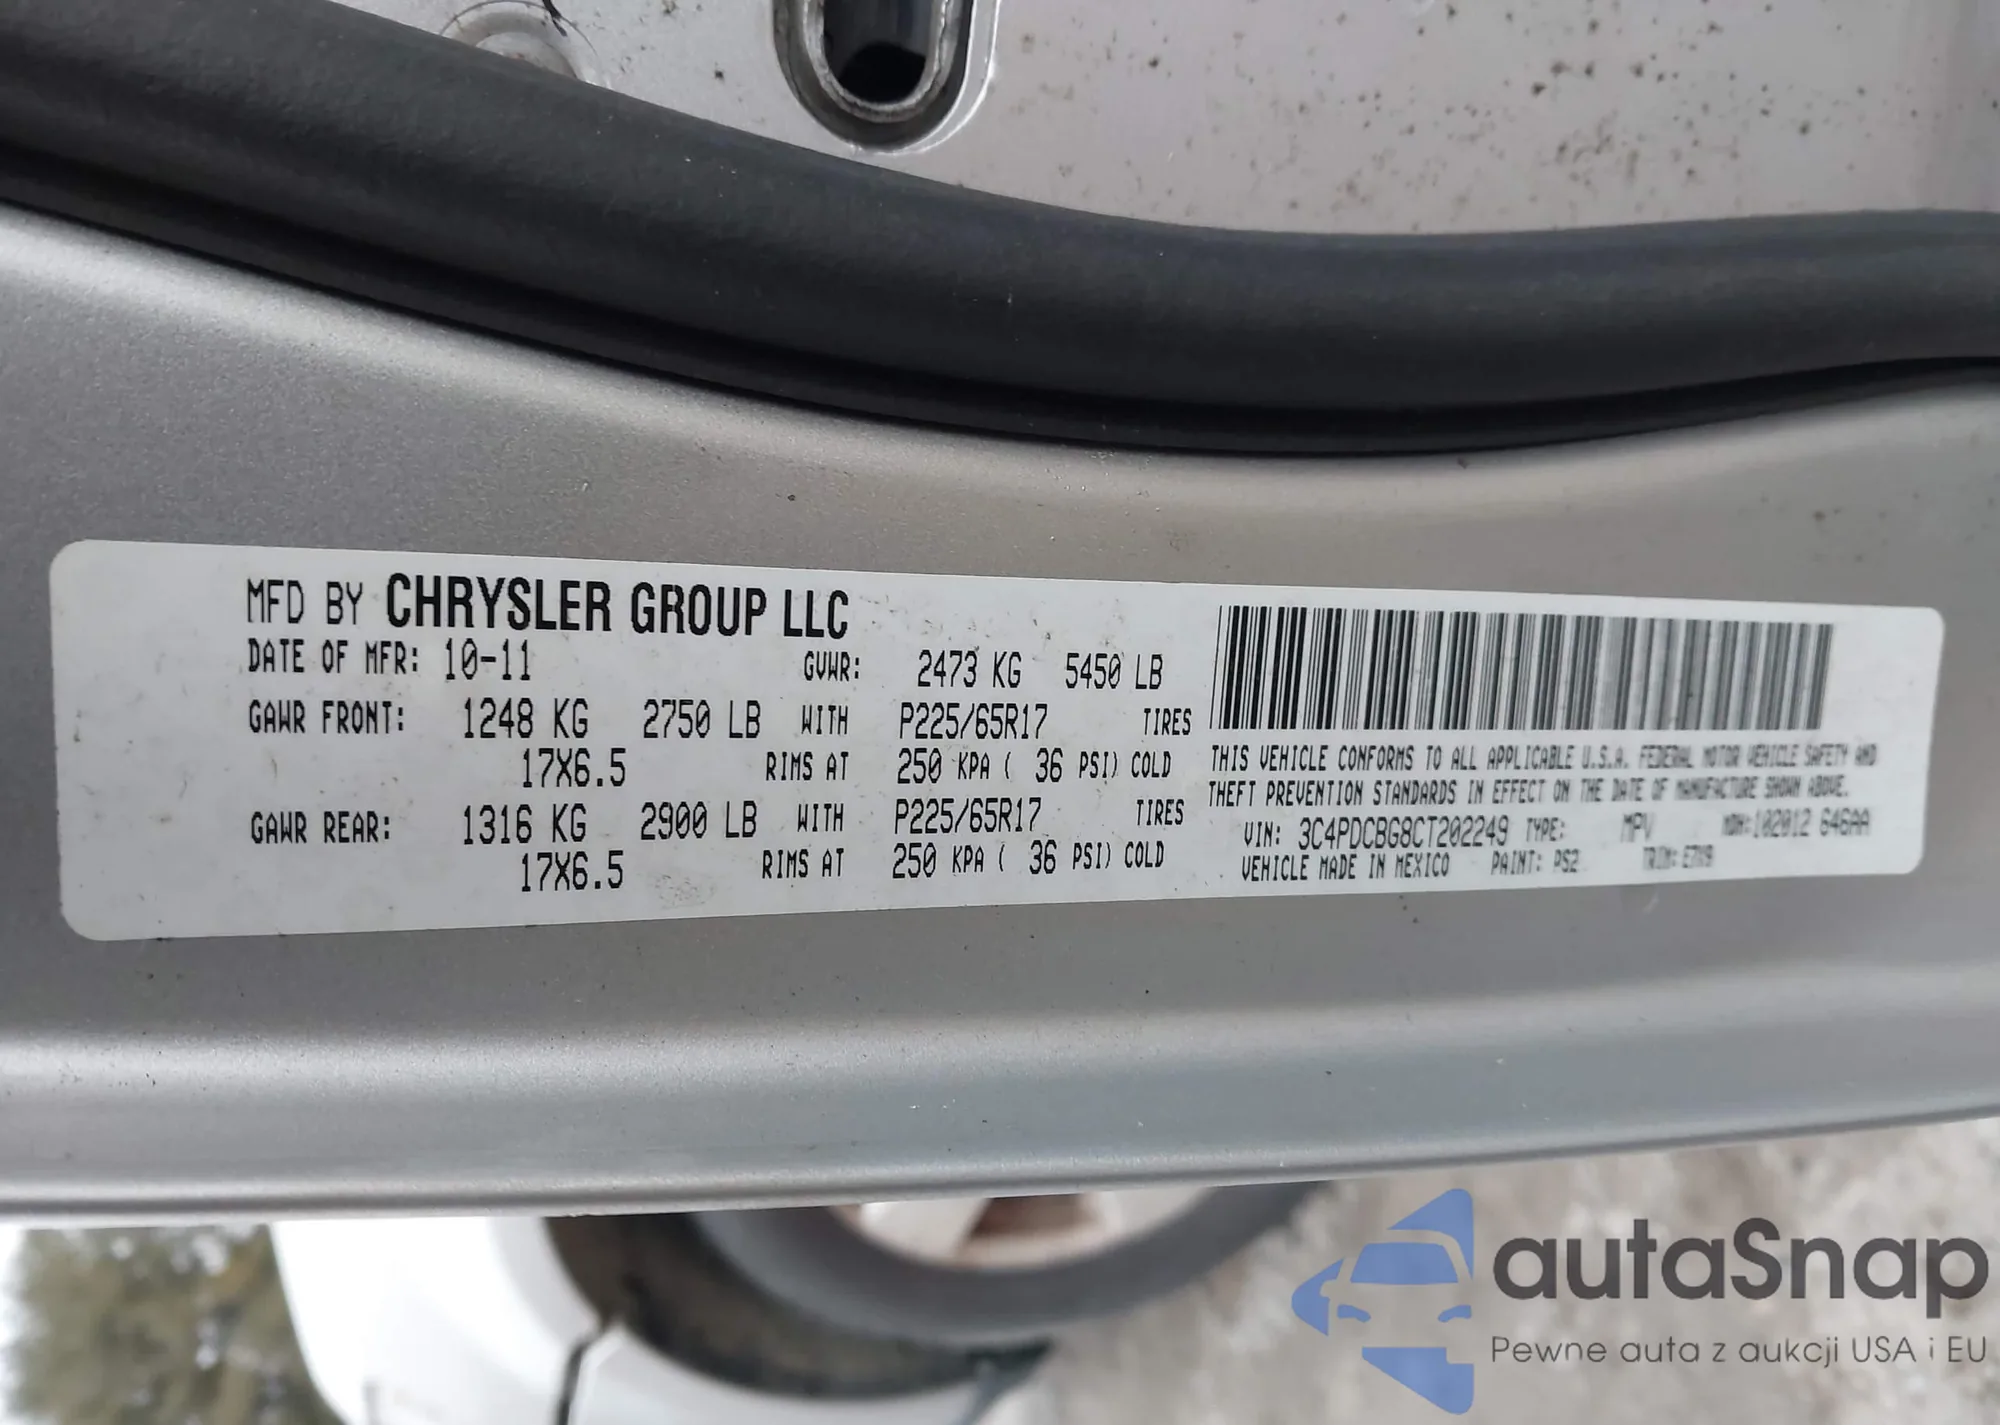 MFD BY CHRYSLER GROUP LLC
DATE OF MFR: 10-11 GVWR: 2473 KG 5450 LB
GAWR FRONT: 1248 KG 2750 LB WITH P225/65R17 TIRES
17X6.5 RIMS AT 250 KPA ( 36 PSI) COLD
GAWR REAR: 1316 KG 2900 LB WITH P225/65R17 TIRES
17X6.5 RIMS AT 250 KPA ( 36 PSI) COLD
THIS VEHICLE CONFORMS TO ALL APPLICABLE U.S.A. FEDERAL MOTOR VEHICLE SAFETY AND
THEFT PREVENTION STANDARDS IN EFFECT ON THE DATE OF MANUFACTURE SHOWN ABOVE.
VIN: 3C4PDCBG8CT202249 TYPE: MPV MDH:102012 646AA
VEHICLE MADE IN MEXICO PAINT: PS2 TRIM:
autaSnap
Pewne auta z aukcji USA i EU